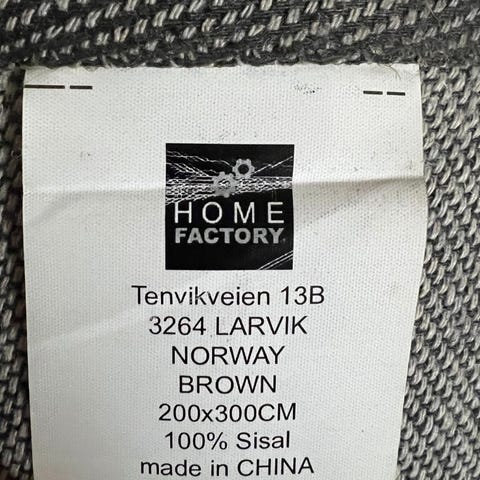 HOME
FACTORY
Tenvikveien 13B
3264 LARVIK
NORWAY
BROWN
200x300CM
100% Sisal
made in CHINA